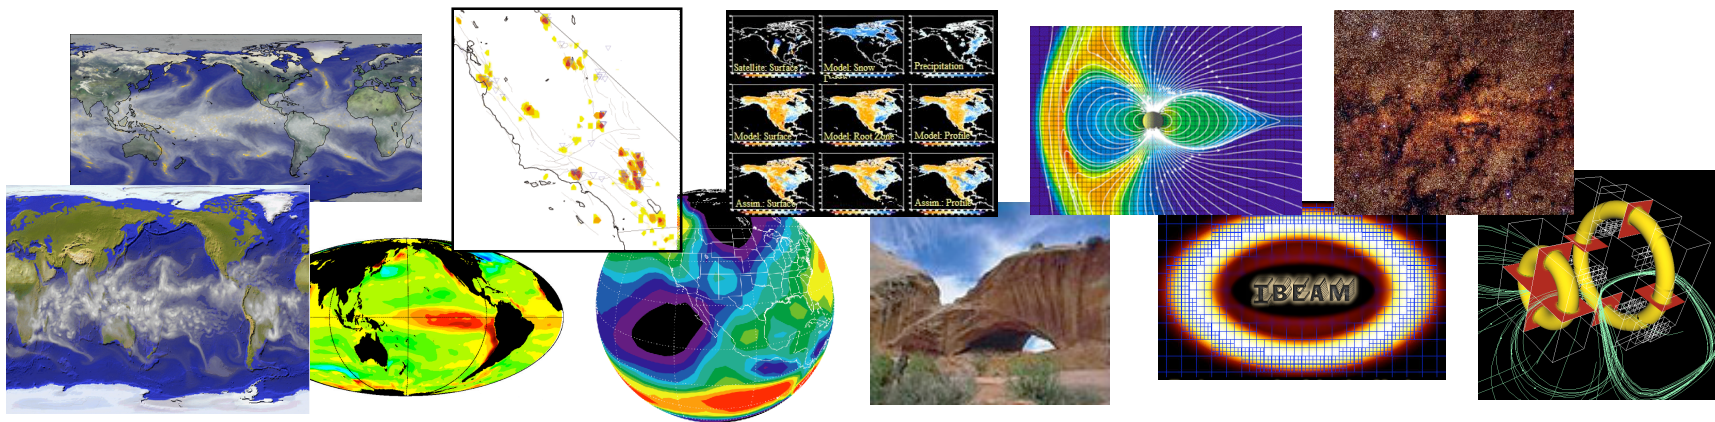 Satellite: Surface
Model: Snow
Precipitation
Model: Surface
Model: Root Zone
Model: Profile
Assim.: Surface
Assim.: Profile
IBEAM